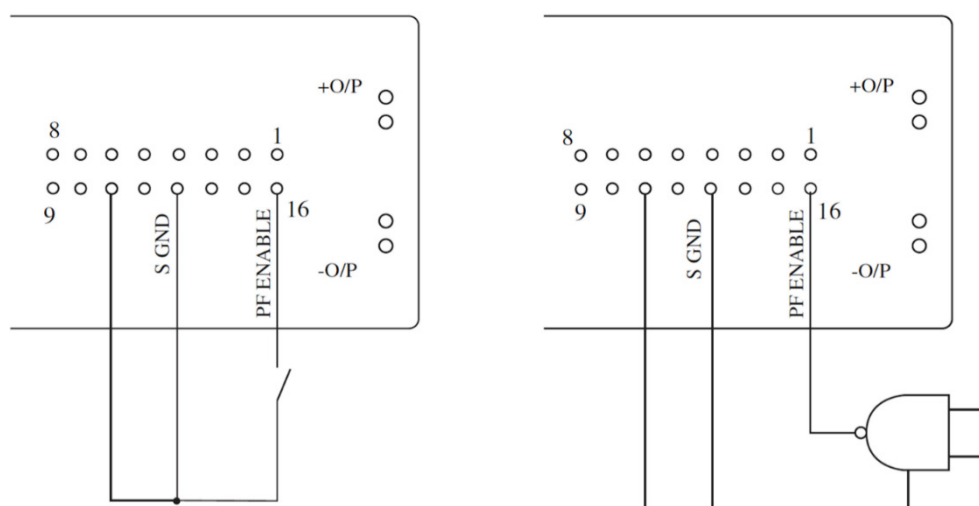 +O/P
8
1
9
16
S GND
PF ENABLE
-O/P
+O/P
8
1
9
16
S GND
PF ENABLE
-O/P